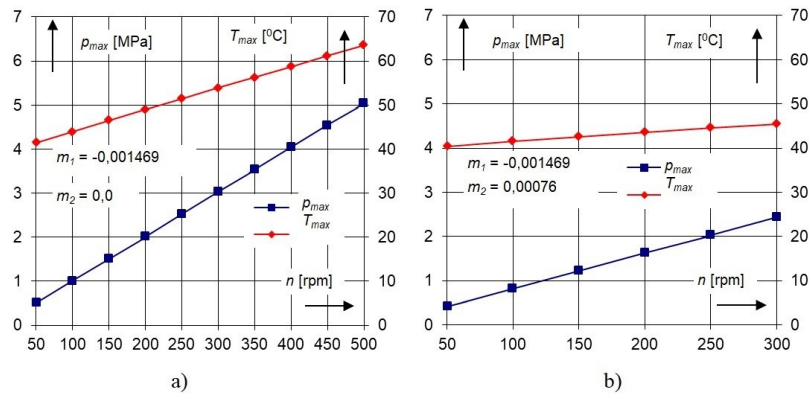 7
6
5
4
3
2
1
0
p_max [MPa]
T_max [⁰C]
70
60
50
40
30
20
10
0
m_1 = -0,001469
m_2 = 0,0
p_max
T_max
n [rpm]
50 100 150 200 250 300 350 400 450 500
a)
7
6
5
4
3
2
1
0
p_max [MPa]
T_max [⁰C]
70
60
50
40
30
20
10
0
m_1 = -0,001469
m_2 = 0,00076
p_max
T_max
n [rpm]
50 100 150 200 250 300
b)